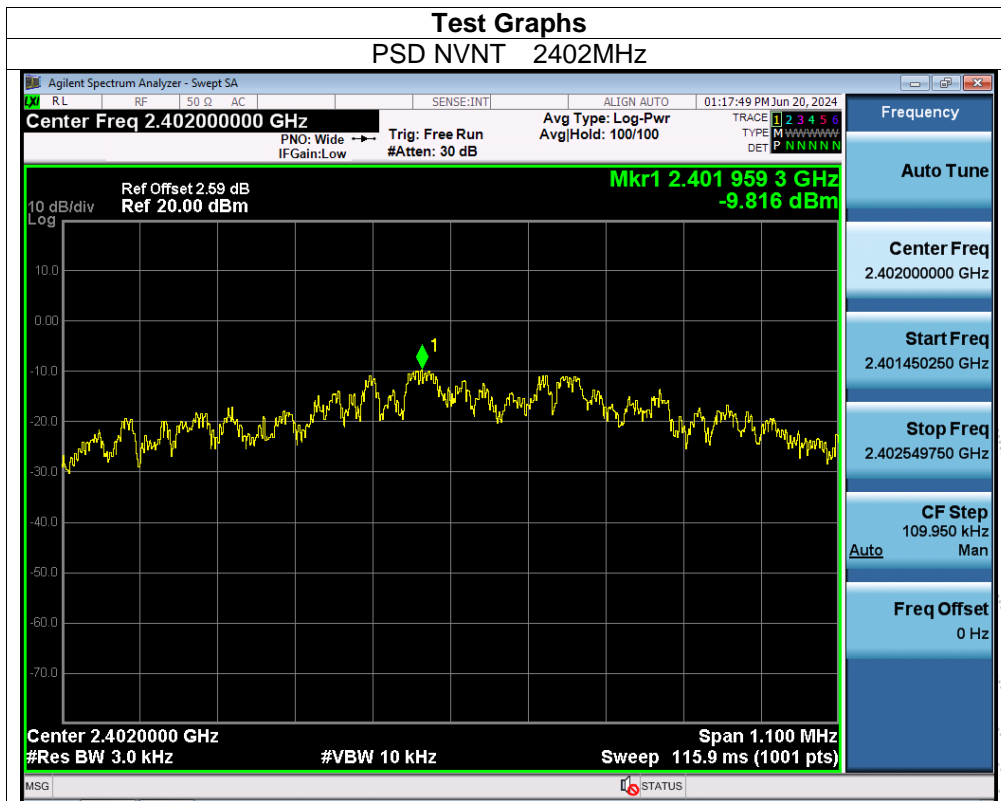 Test Graphs
PSD NVNT 2402MHz
Agilent Spectrum Analyzer - Swept SA
LXI RL RF 50 Ω AC SENSE:INT ALIGN AUTO 01:17:49 PM Jun 20, 2024
Center Freq 2.402000000 GHz
PNO: Wide
IFGain:Low
Trig: Free Run
#Atten: 30 dB
Avg Type: Log-Pwr
Avg|Hold: 100/100
TRACE 1 2 3 4 5 6
TYPE M WWWWW
DET P N N N N N
Frequency
Auto Tune
Center Freq
2.402000000 GHz
Start Freq
2.401450250 GHz
Stop Freq
2.402549750 GHz
CF Step
109.950 kHz
Auto Man
Freq Offset
0 Hz
Mkr1 2.401 959 3 GHz
-9.816 dBm
Ref Offset 2.59 dB
10 dB/div Ref 20.00 dBm
Log
10.0
0.00
-10.0
-20.0
-30.0
-40.0
-50.0
-60.0
-70.0
1
Center 2.4020000 GHz Span 1.100 MHz
#Res BW 3.0 kHz #VBW 10 kHz Sweep 115.9 ms (1001 pts)
MSG STATUS